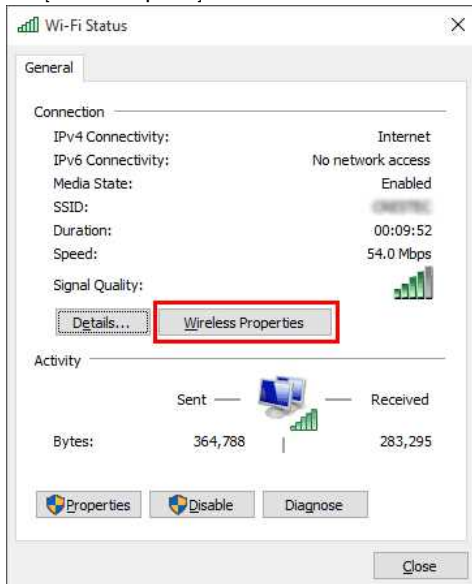 Wi-Fi Status
General
Connection
IPv4 Connectivity: Internet
IPv6 Connectivity: No network access
Media State: Enabled
SSID:
Duration: 00:09:52
Speed: 54.0 Mbps
Signal Quality:
Details... Wireless Properties
Activity
Sent Received
Bytes: 364,788 283,295
Properties Disable Diagnose
Close